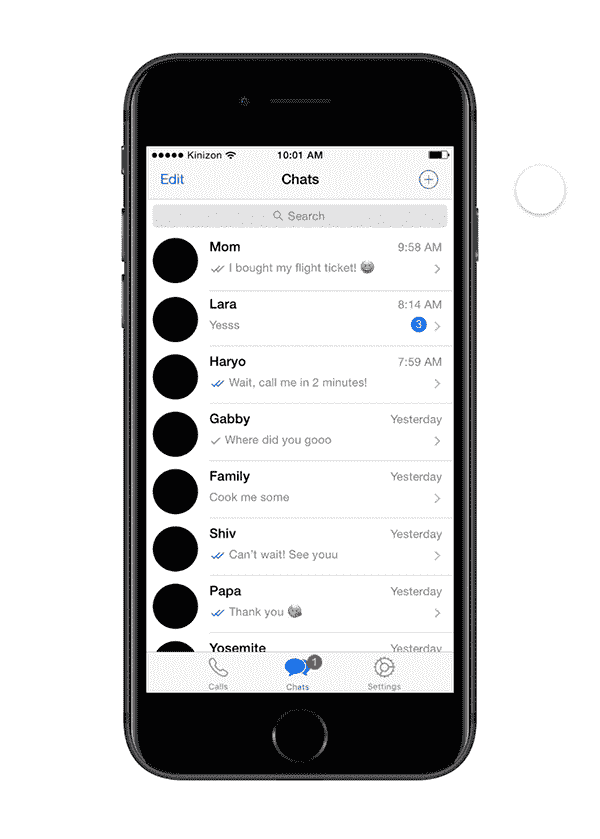 Kinizon 10:01 AM
Edit Chats
Search
Mom 9:58 AM
I bought my flight ticket!
Lara 8:14 AM
Yesss 3
Haryo 7:59 AM
Wait, call me in 2 minutes!
Gabby Yesterday
Where did you gooo
Family Yesterday
Cook me some
Shiv Yesterday
Can't wait! See youu
Papa Yesterday
Thank you
Yosemite Yesterday
1
Calls Chats Settings